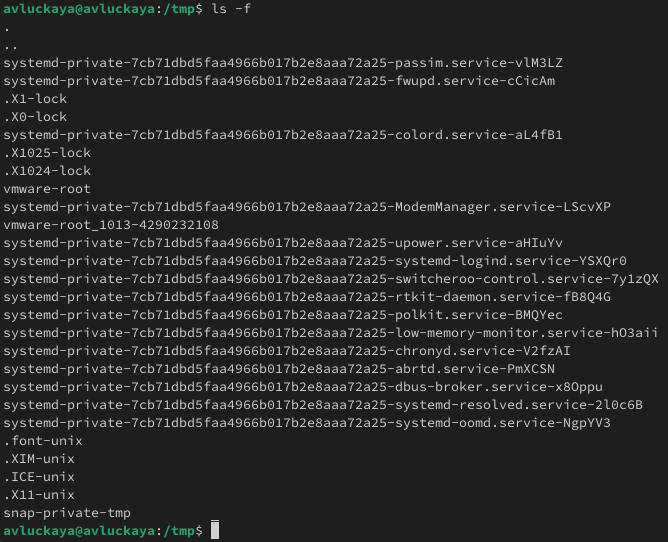 avluckaya@avluckaya:/tmp$ ls -f
.
..
systemd-private-7cb71dbd5faa4966b017b2e8aaa72a25-passim.service-vlM3LZ
systemd-private-7cb71dbd5faa4966b017b2e8aaa72a25-fwupd.service-cCicAm
.X1-lock
.X0-lock
systemd-private-7cb71dbd5faa4966b017b2e8aaa72a25-colord.service-aL4fB1
.X1025-lock
.X1024-lock
vmware-root
systemd-private-7cb71dbd5faa4966b017b2e8aaa72a25-ModemManager.service-LScvXP
vmware-root_1013-4290232108
systemd-private-7cb71dbd5faa4966b017b2e8aaa72a25-upower.service-aHIuYv
systemd-private-7cb71dbd5faa4966b017b2e8aaa72a25-systemd-logind.service-YSXQr0
systemd-private-7cb71dbd5faa4966b017b2e8aaa72a25-switcheroo-control.service-7y1zQX
systemd-private-7cb71dbd5faa4966b017b2e8aaa72a25-rtkit-daemon.service-fB8Q4G
systemd-private-7cb71dbd5faa4966b017b2e8aaa72a25-polkit.service-BMQYec
systemd-private-7cb71dbd5faa4966b017b2e8aaa72a25-low-memory-monitor.service-hO3aii
systemd-private-7cb71dbd5faa4966b017b2e8aaa72a25-chronyd.service-V2fzAI
systemd-private-7cb71dbd5faa4966b017b2e8aaa72a25-abrtd.service-PmXCSN
systemd-private-7cb71dbd5faa4966b017b2e8aaa72a25-dbus-broker.service-x8Oppu
systemd-private-7cb71dbd5faa4966b017b2e8aaa72a25-systemd-resolved.service-2l0c6B
systemd-private-7cb71dbd5faa4966b017b2e8aaa72a25-systemd-oomd.service-NgpYV3
.font-unix
.XIM-unix
.ICE-unix
.X11-unix
snap-private-tmp
avluckaya@avluckaya:/tmp$